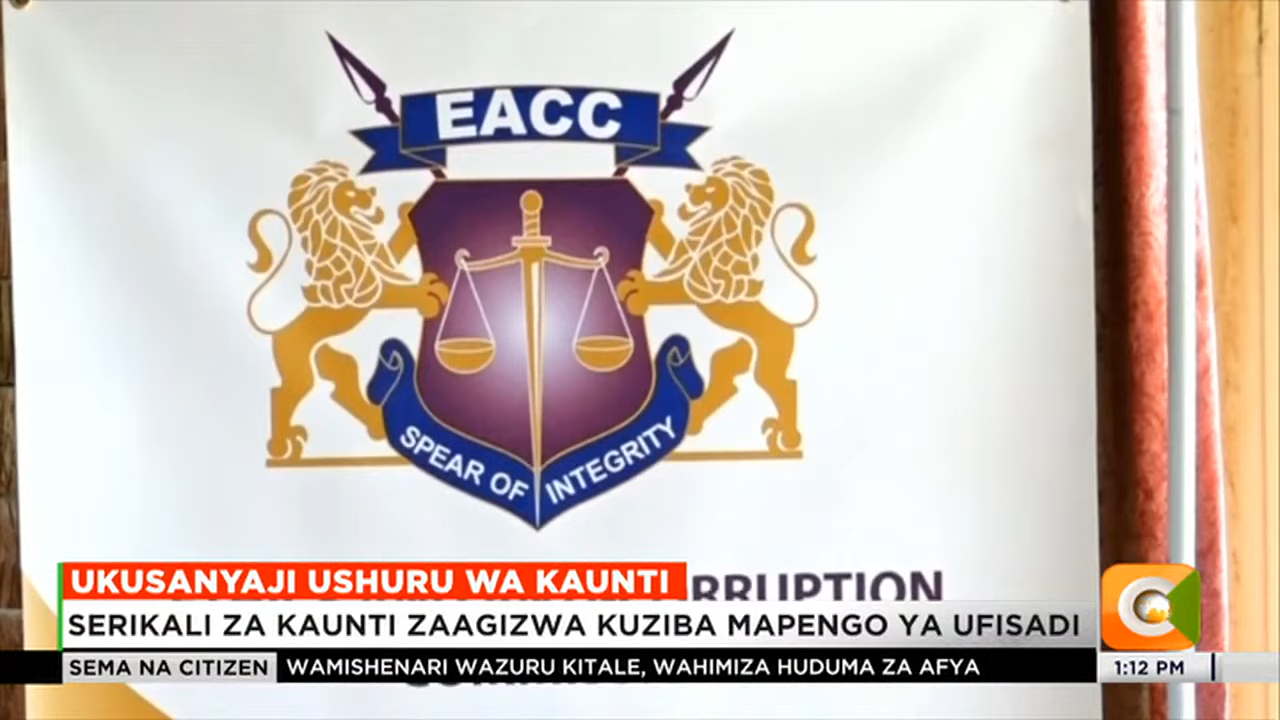 EACC
SPEAR OF INTEGRITY
UKUSANYAJI USHURU WA KAUNTI
RRUPTION
SERIKALI ZA KAUNTI ZAAGIZWA KUZIBA MAPENGO YA UFISADI
SEMA NA CITIZEN WAMISHENARI WAZURU KITALE, WAHIMIZA HUDUMA ZA AFYA
1:12 PM